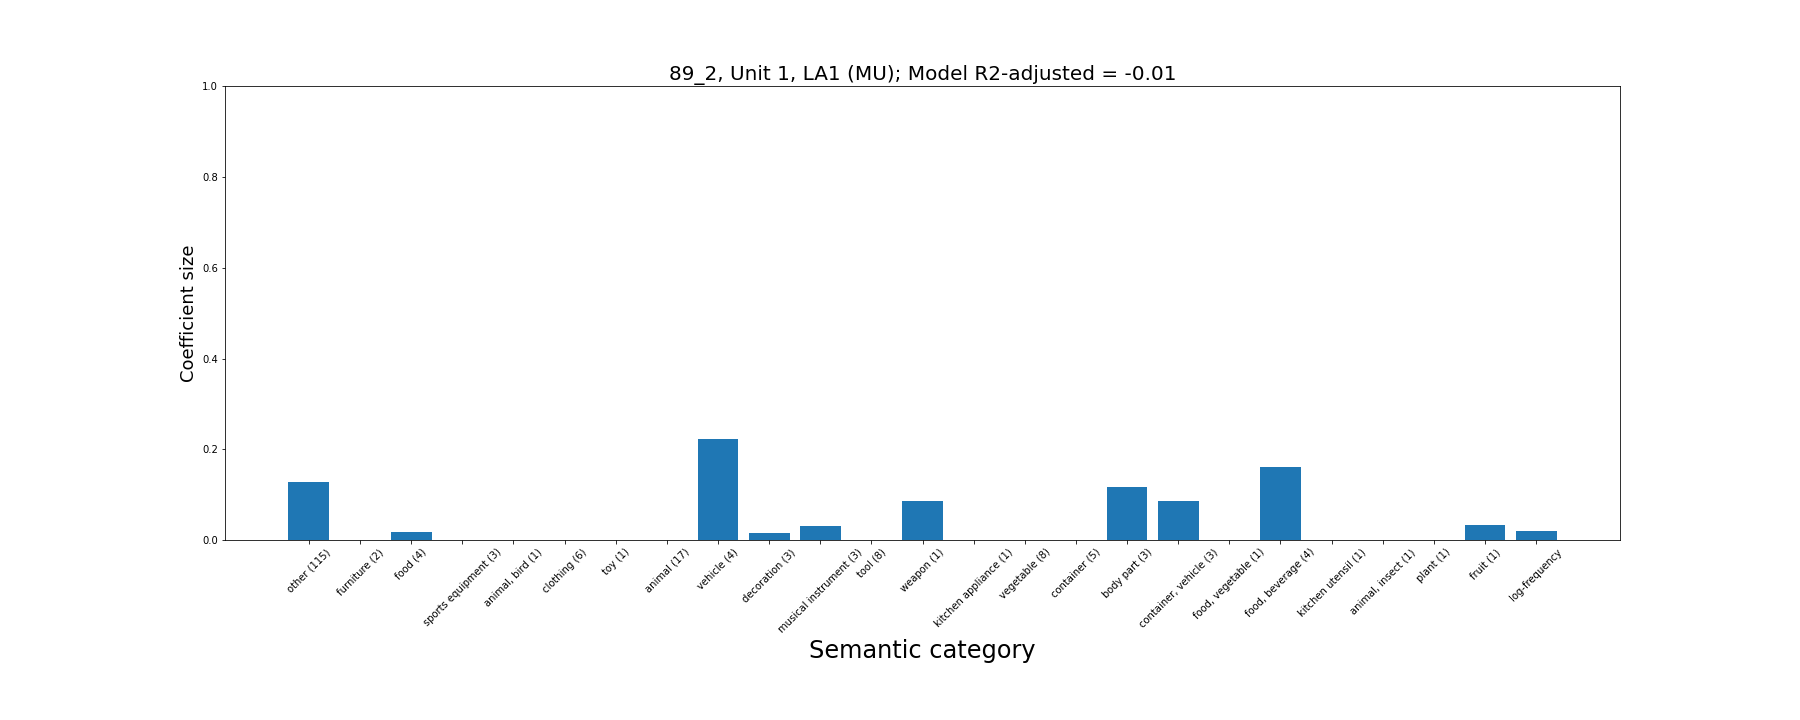 89_2, Unit 1, LA1 (MU); Model R2-adjusted = -0.01
Coefficient size
1.0
0.8
0.6
0.4
0.2
0.0
other (115)
furniture (2)
food (4)
sports equipment (3)
animal, bird (1)
clothing (6)
toy (1)
animal (17)
vehicle (4)
decoration (3)
musical instrument (3)
tool (8)
weapon (1)
kitchen appliance (1)
vegetable (8)
container (5)
body part (3)
container, vehicle (3)
food, vegetable (1)
food, beverage (4)
kitchen utensil (1)
animal, insect (1)
plant (1)
fruit (1)
log-frequency
Semantic category